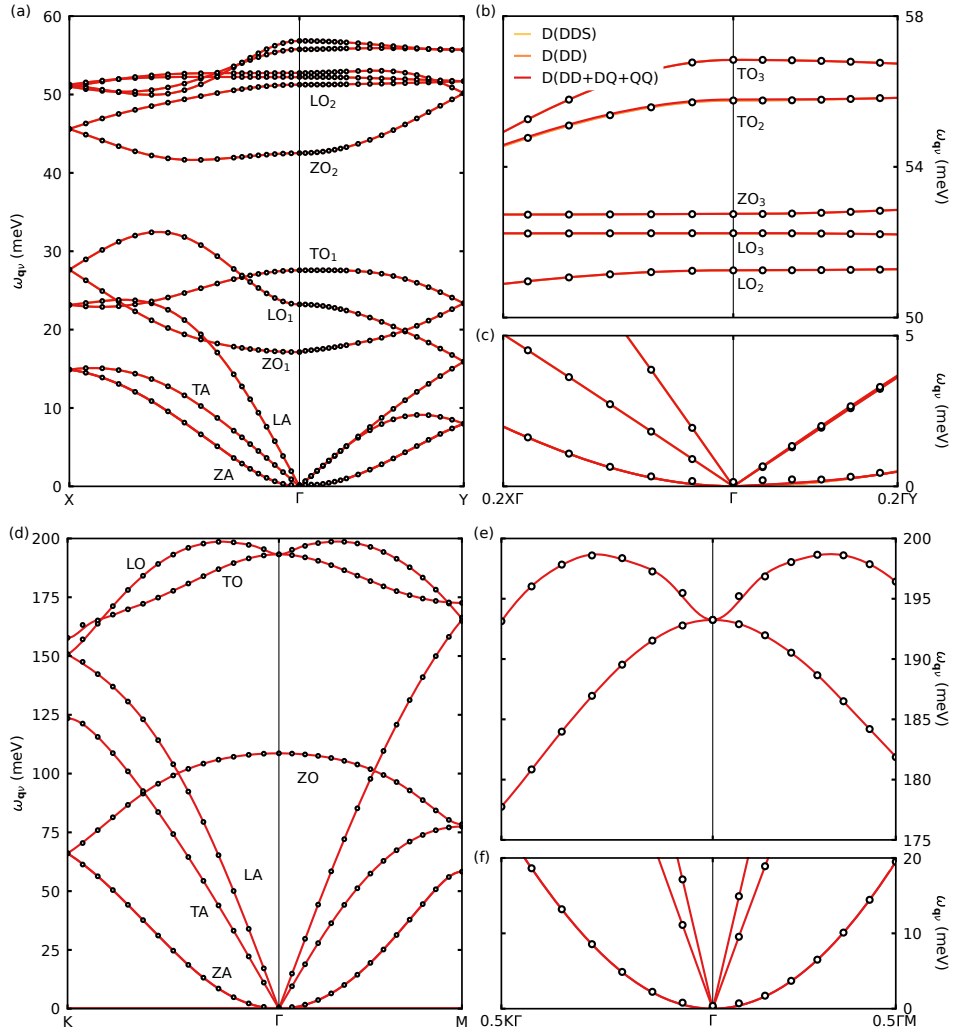 (a)
60
50
40
30
20
10
0
ω_qν (meV)
LO₂
ZO₂
TO₁
LO₁
ZO₁
TA
LA
ZA
X
Γ
Y
(b)
D(DDS)
D(DD)
D(DD+DQ+QQ)
TO₃
TO₂
ZO₃
LO₃
LO₂
58
54
50
ω_qν (meV)
(c)
5
0
ω_qν (meV)
0.2XΓ
Γ
0.2ΓY
(d)
200
175
150
125
100
75
50
25
0
ω_qν (meV)
LO
TO
ZO
LA
TA
ZA
K
Γ
M
(e)
200
195
190
185
180
175
ω_qν (meV)
(f)
20
10
0
ω_qν (meV)
0.5KΓ
Γ
0.5ΓM